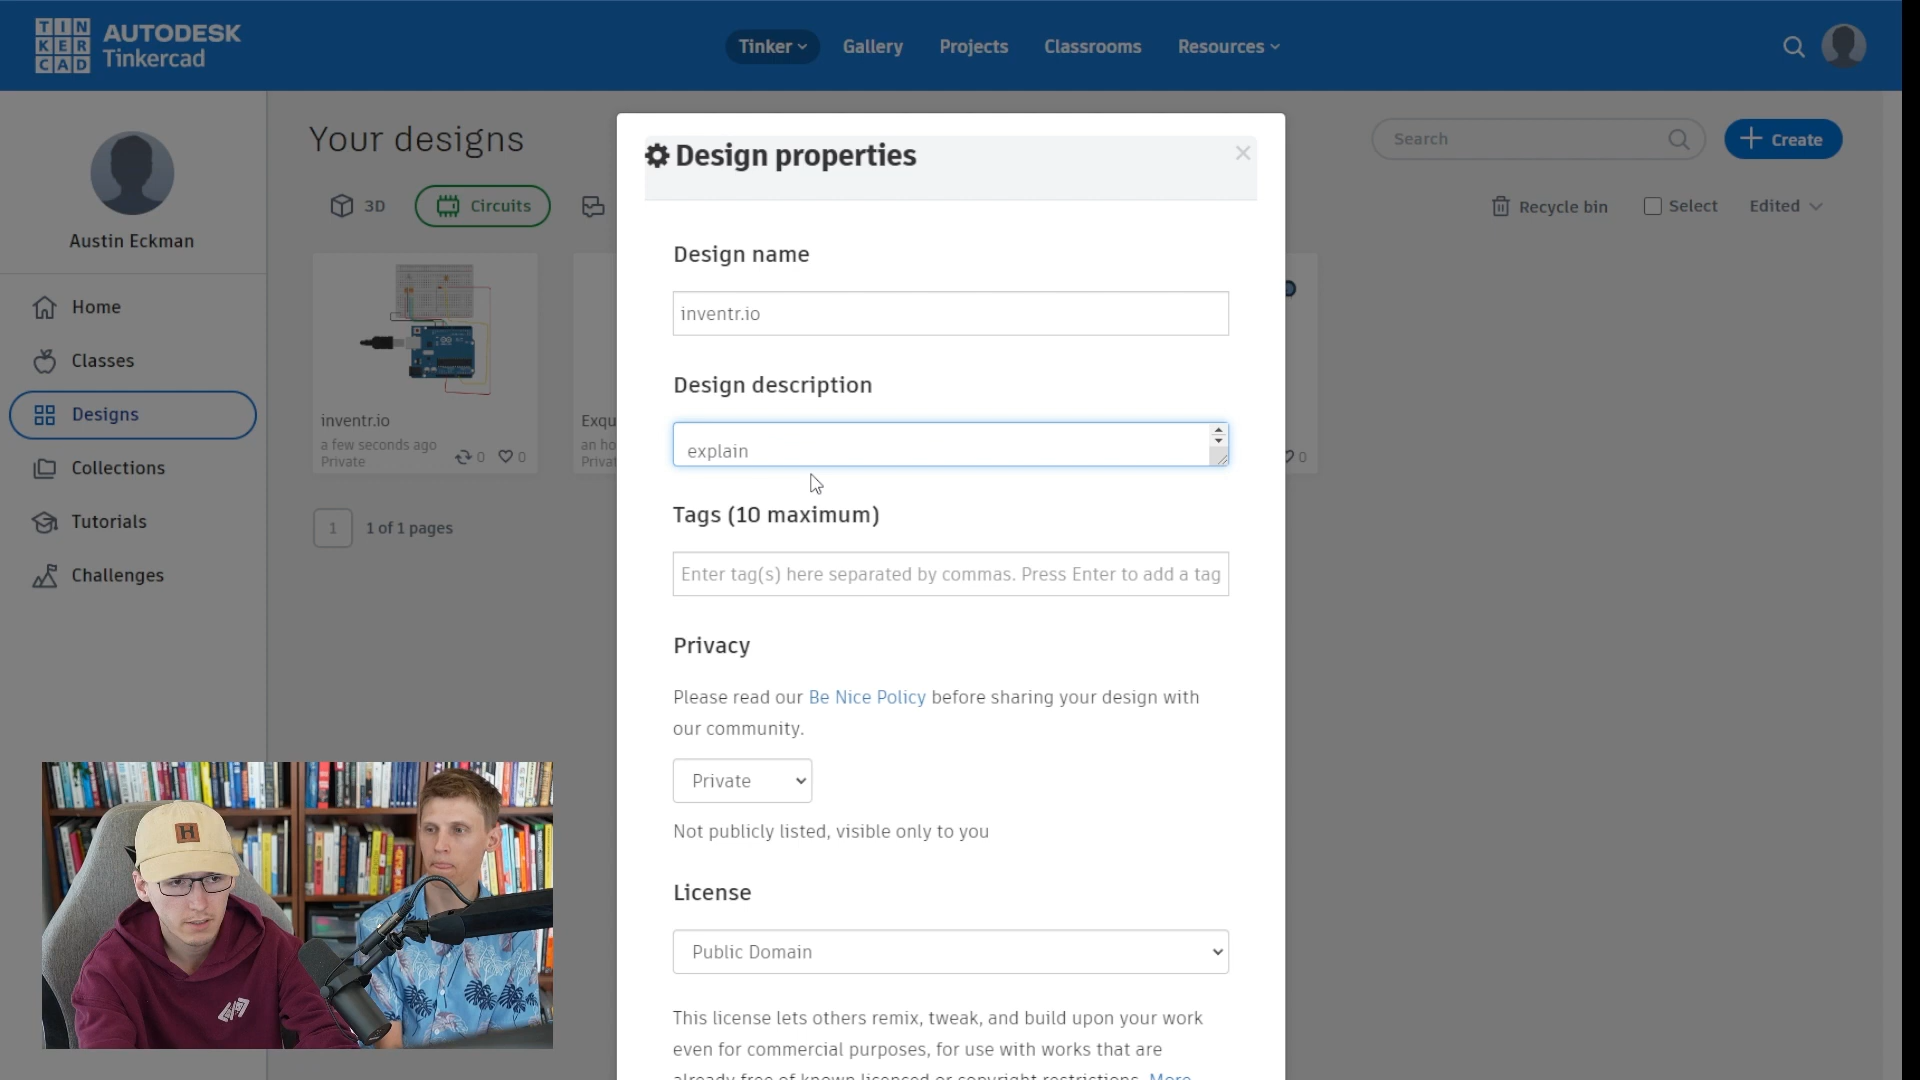 TINKERCAD
AUTODESK
Tinkercad
Tinker
Gallery
Projects
Classrooms
Resources
Austin Eckman
Home
Classes
Designs
Collections
Tutorials
Challenges
Your designs
3D
Circuits
Search
Create
Recycle bin
Select
Edited
inventr.io
a few seconds ago
Private
0
0
Exqu
an ho
Privat
0
1
1 of 1 pages
Design properties
Design name
inventr.io
Design description
explain
Tags (10 maximum)
Enter tag(s) here separated by commas. Press Enter to add a tag
Privacy
Please read our Be Nice Policy before sharing your design with
our community.
Private
Not publicly listed, visible only to you
License
Public Domain
This license lets others remix, tweak, and build upon your work
even for commercial purposes, for use with works that are
already free of known licensed or copyright restrictions. More
H